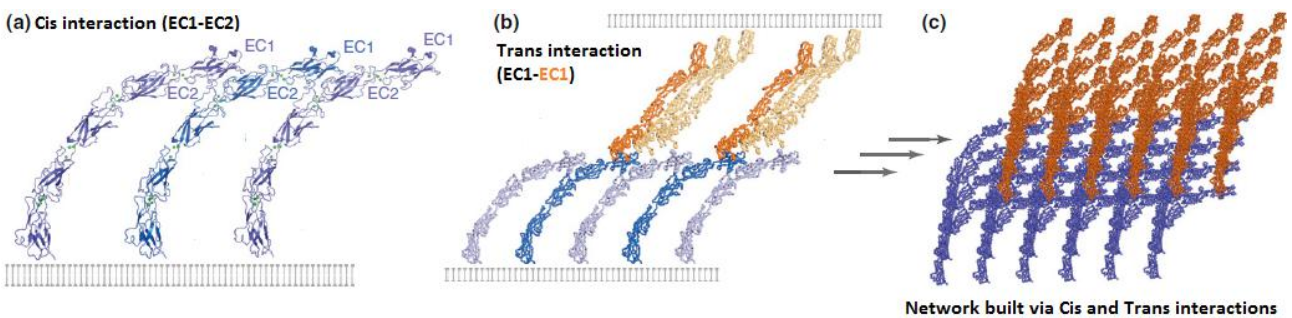 (a) Cis interaction (EC1-EC2)
EC1
EC1
EC1
EC2
EC2
EC2
(b)
Trans interaction
(EC1-EC1)
(c)
Network built via Cis and Trans interactions